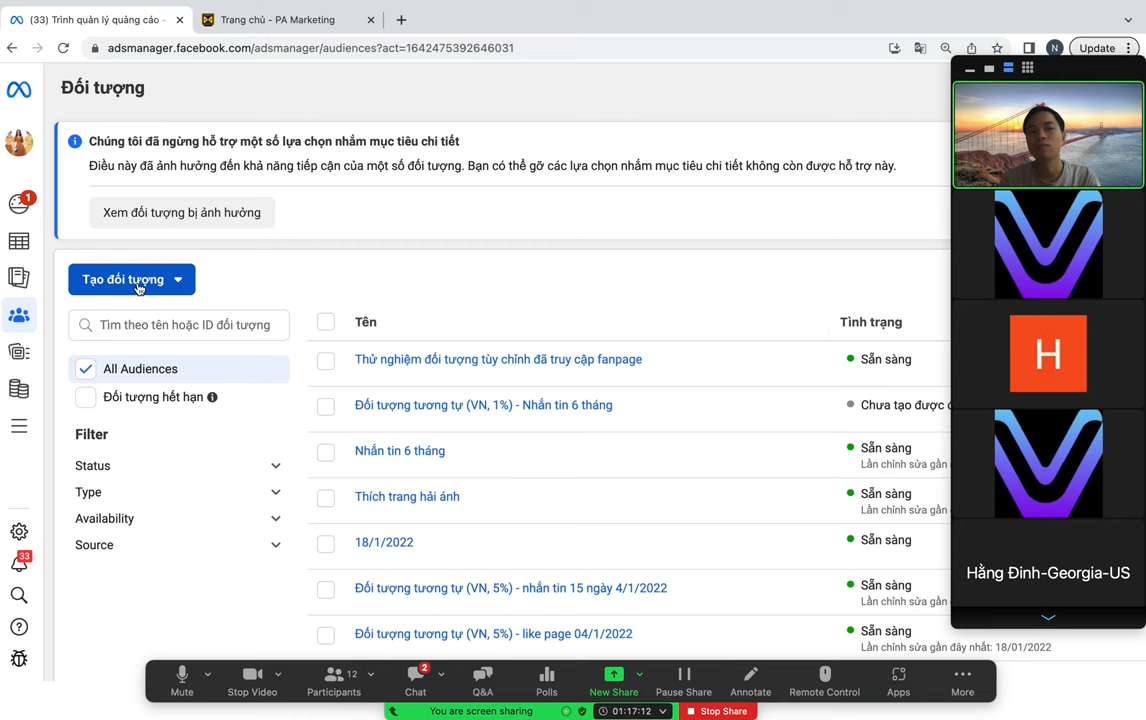 (33) Trình quản lý quảng cáo -
Trang chủ - PA Marketing
adsmanager.facebook.com/adsmanager/audiences?act=1642475392646031
N
Update
Đối tượng
Chúng tôi đã ngừng hỗ trợ một số lựa chọn nhắm mục tiêu chi tiết
Điều này đã ảnh hưởng đến khả năng tiếp cận của một số đối tượng. Bạn có thể gỡ các lựa chọn nhắm mục tiêu chi tiết không còn được hỗ trợ này.
Xem đối tượng bị ảnh hưởng
1
Tạo đối tượng
Tìm theo tên hoặc ID đối tượng
Tên
Tình trạng
All Audiences
Thử nghiệm đối tượng tùy chỉnh đã truy cập fanpage
Sẵn sàng
Đối tượng hết hạn
Đối tượng tương tự (VN, 1%) - Nhắn tin 6 tháng
Chưa tạo được
Filter
Status
Nhắn tin 6 tháng
Sẵn sàng
Lần chỉnh sửa gần
Type
Thích trang hải ánh
Sẵn sàng
Lần chỉnh sửa gần
Availability
Source
18/1/2022
Sẵn sàng
33
Đối tượng tương tự (VN, 5%) - nhắn tin 15 ngày 4/1/2022
Sẵn sàng
Lần chỉnh sửa gần
Đối tượng tương tự (VN, 5%) - like page 04/1/2022
Sẵn sàng
Lần chỉnh sửa gần đây nhất: 18/01/2022
H
Hằng Đinh-Georgia-US
Mute
Stop Video
12
Participants
2
Chat
Q&A
Polls
New Share
Pause Share
Annotate
Remote Control
Apps
More
You are screen sharing
01:17:12
Stop Share